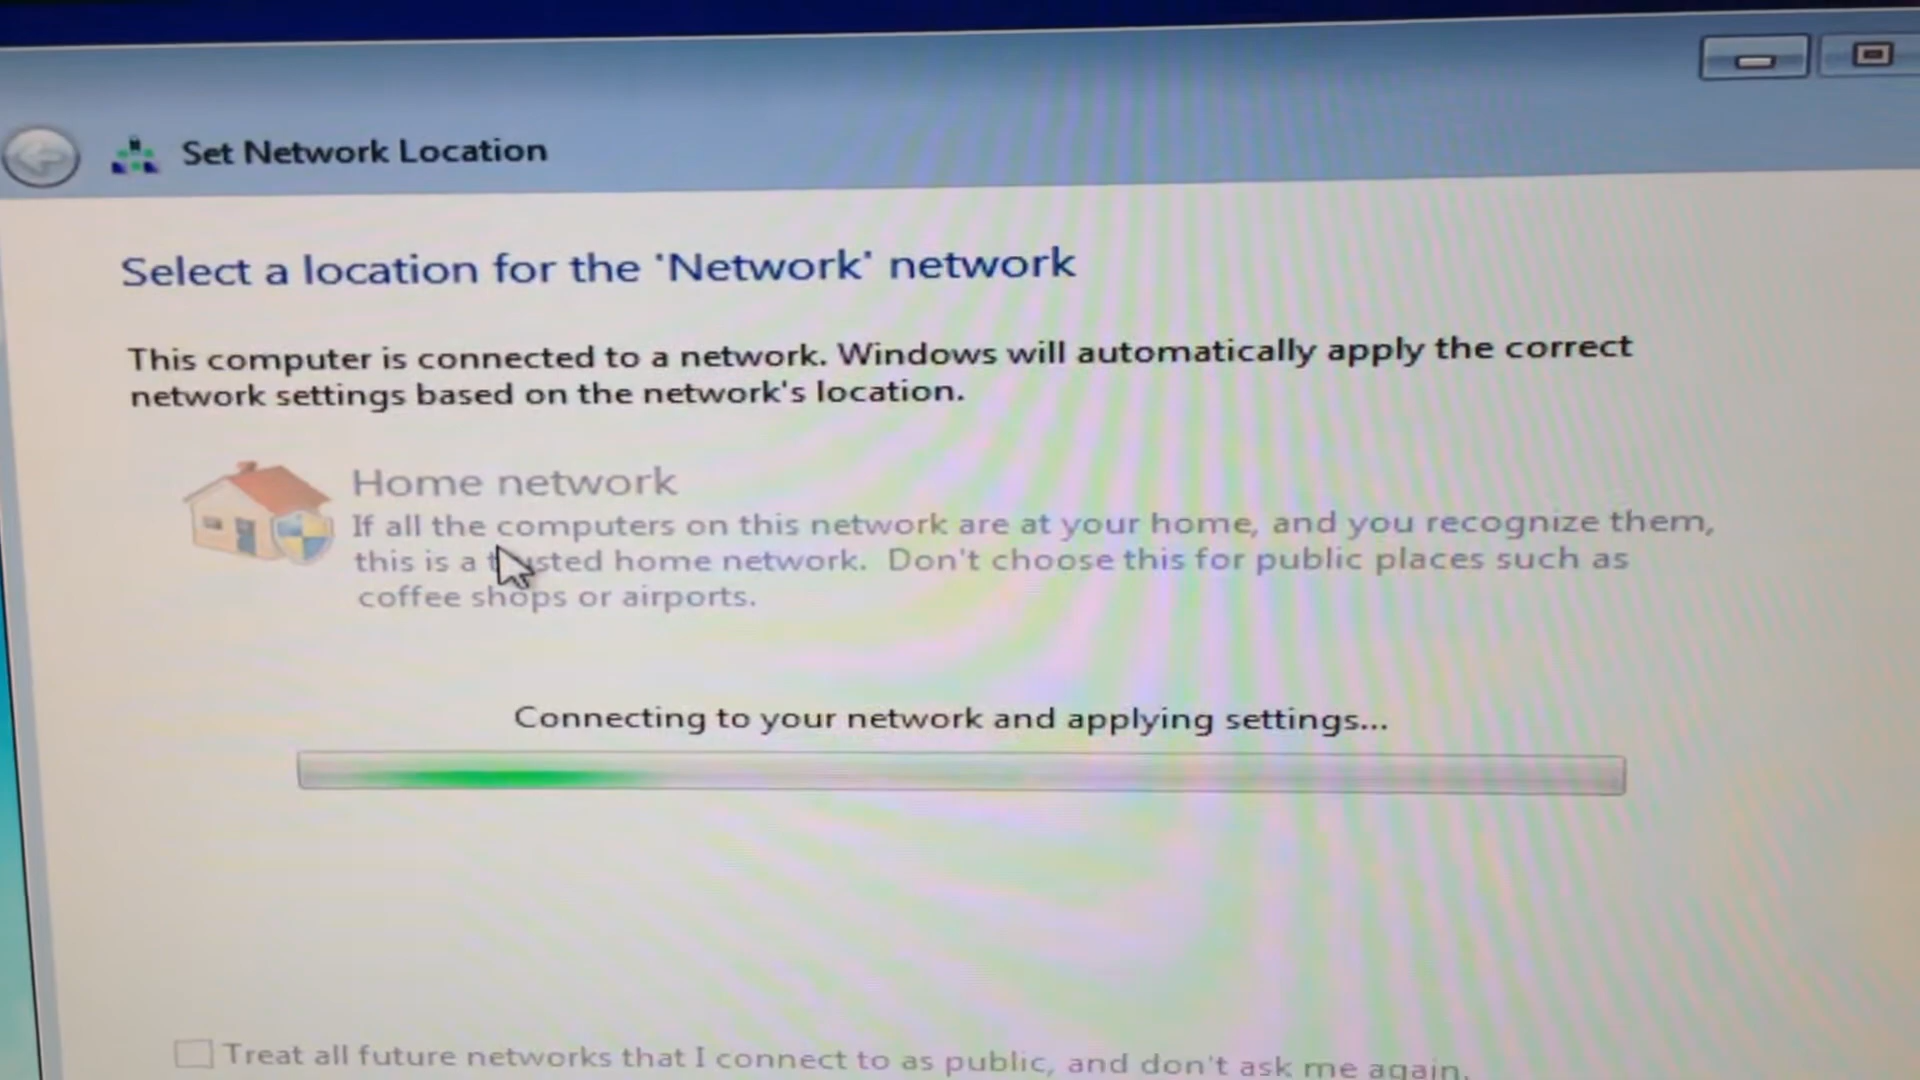 Set Network Location
Select a location for the 'Network' network
This computer is connected to a network. Windows will automatically apply the correct
network settings based on the network's location.
Home network
If all the computers on this network are at your home, and you recognize them,
this is a trusted home network. Don't choose this for public places such as
coffee shops or airports.
Connecting to your network and applying settings...
Treat all future networks that I connect to as public, and don't ask me again.